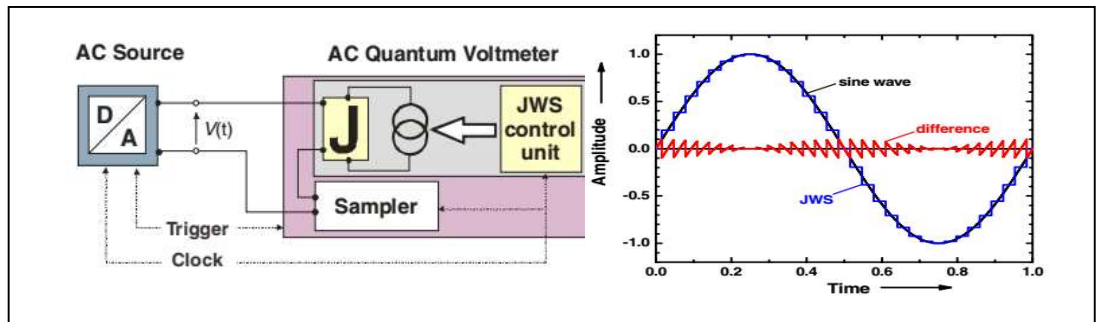 AC Source
AC Quantum Voltmeter
D
A
V(t)
J
JWS
control
unit
Sampler
Trigger
Clock
Amplitude
1.0
0.5
0.0
-0.5
-1.0
sine wave
difference
JWS
0.0 0.2 0.4 0.6 0.8 1.0
Time